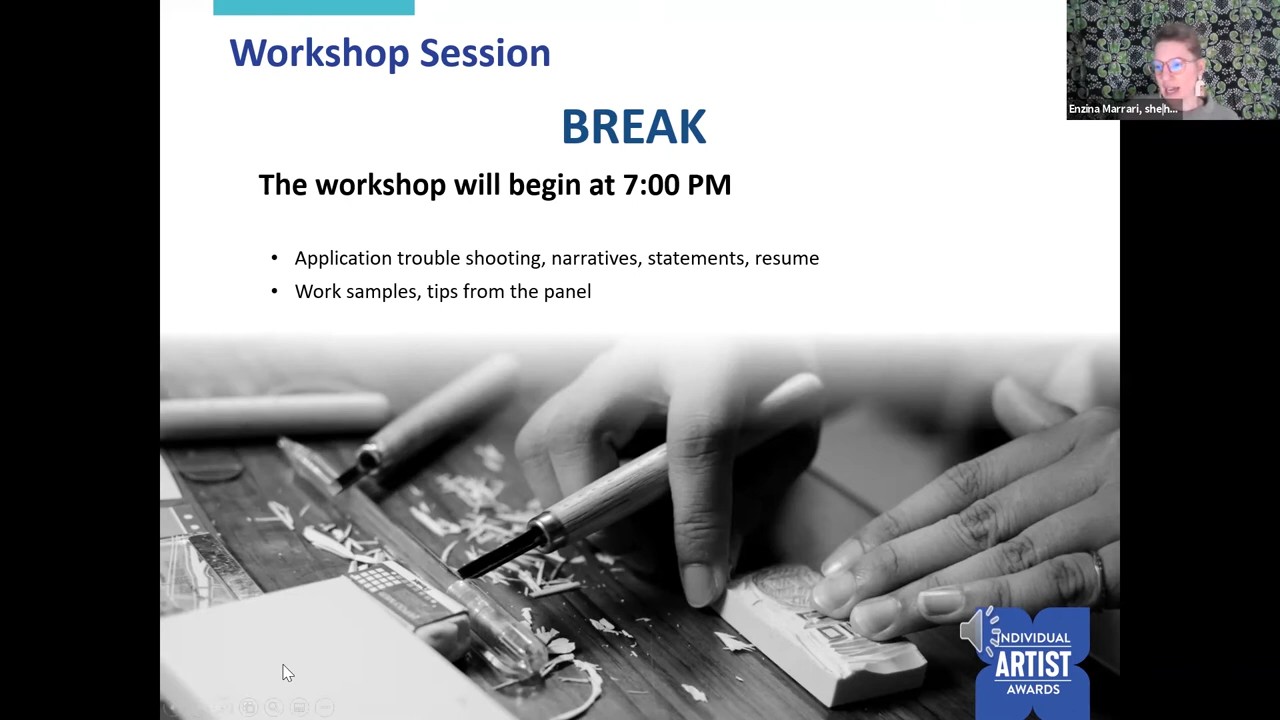 Workshop Session
BREAK
The workshop will begin at 7:00 PM
• Application trouble shooting, narratives, statements, resume
• Work samples, tips from the panel
Enzina Marrari, she|h...
INDIVIDUAL
ARTIST
AWARDS